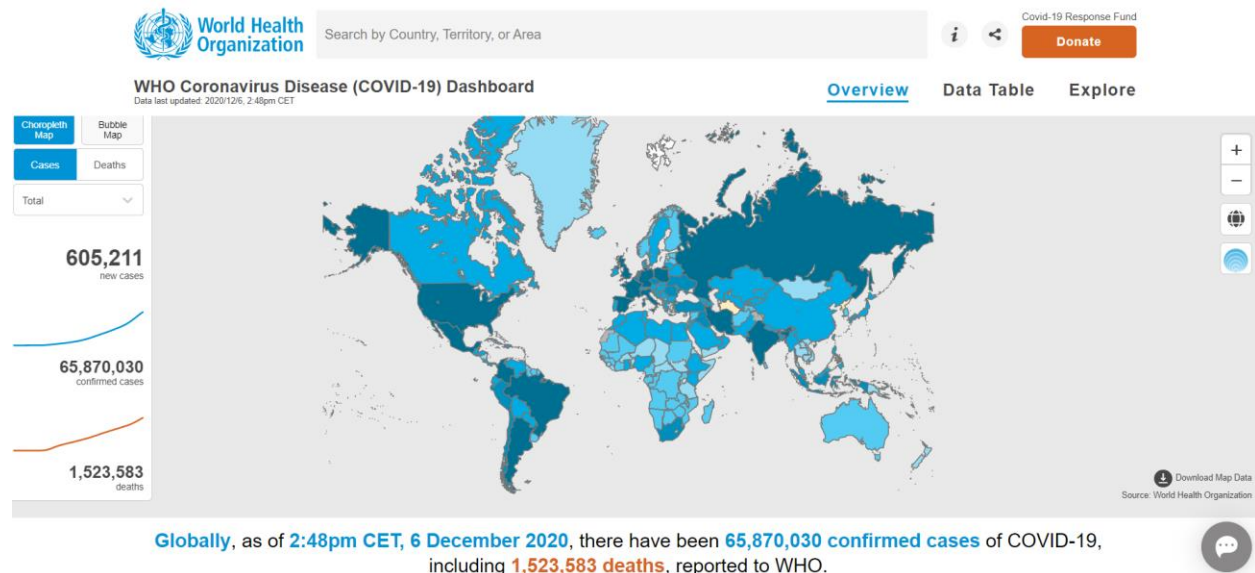 World Health
Organization
Search by Country, Territory, or Area
i
Covid-19 Response Fund
Donate
WHO Coronavirus Disease (COVID-19) Dashboard
Data last updated: 2020/12/6, 2:48pm CET
Overview
Data Table
Explore
Choropleth
Map
Bubble
Map
Cases
Deaths
Total
605,211
new cases
65,870,030
confirmed cases
1,523,583
deaths
+
−
Download Map Data
Source: World Health Organization
Globally, as of 2:48pm CET, 6 December 2020, there have been 65,870,030 confirmed cases of COVID-19,
including 1,523,583 deaths, reported to WHO.